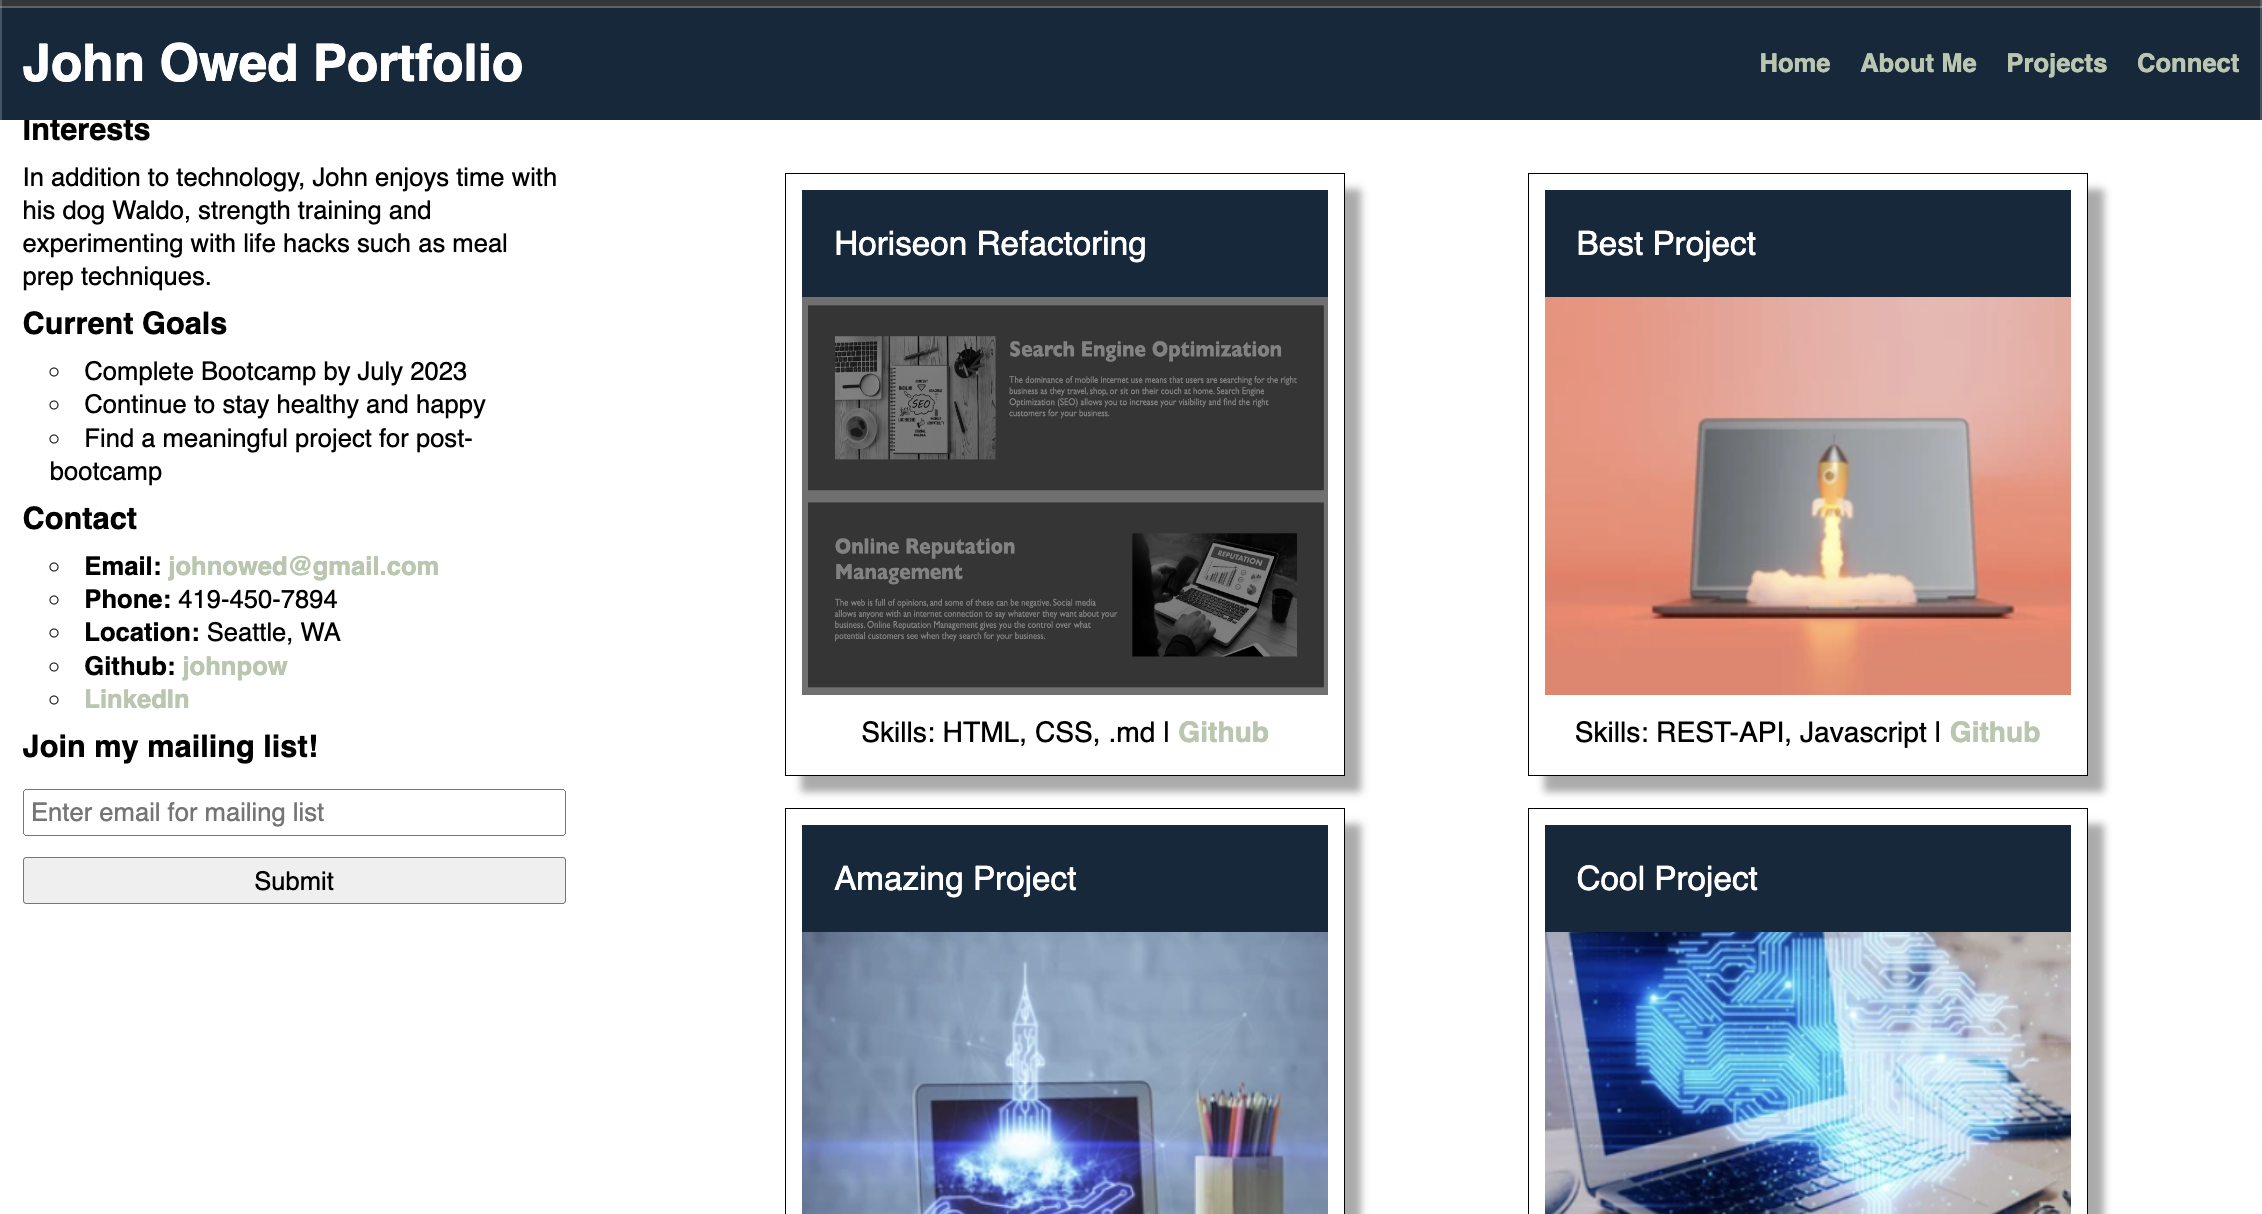 John Owed Portfolio
Home About Me Projects Connect
Interests
In addition to technology, John enjoys time with
his dog Waldo, strength training and
experimenting with life hacks such as meal
prep techniques.
Current Goals
Complete Bootcamp by July 2023
Continue to stay healthy and happy
Find a meaningful project for post-
bootcamp
Contact
Email: johnowed@gmail.com
Phone: 419-450-7894
Location: Seattle, WA
Github: johnpow
LinkedIn
Join my mailing list!
Enter email for mailing list
Submit
Horiseon Refactoring
SEO
Search Engine Optimization
The dominance of mobile internet use means that users are searching for the right
business as they travel, shop, or sit on their couch at home. Search Engine
Optimization (SEO) allows you to increase your visibility and find the right
customers for your business.
Online Reputation
Management
The web is full of opinions, and some of these can be negative. Social media
allows anyone with an internet connection to say whatever they want about your
business. Online Reputation Management gives you the control over what
potential customers see when they search for your business.
REPUTATION
Skills: HTML, CSS, .md | Github
Best Project
Skills: REST-API, Javascript | Github
Amazing Project
Cool Project